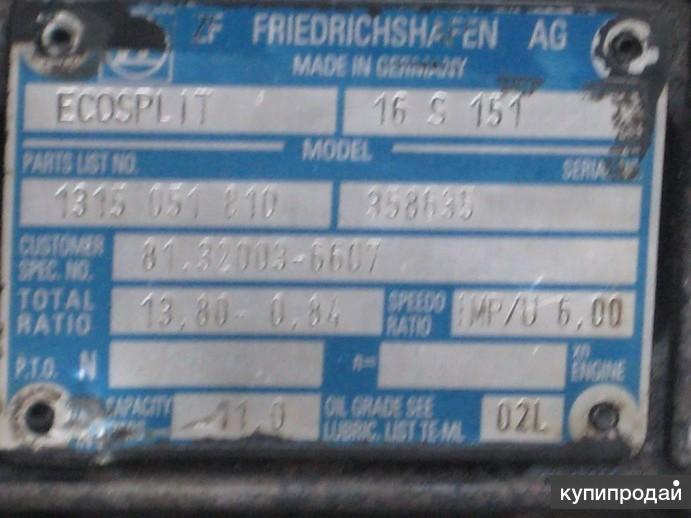 ZF FRIEDRICHSHAFEN AG
MADE IN GERMANY
ECOSPLIT 16 S 151
MODEL
PARTS LIST NO. SERIAL
1315 051 810 358635
CUSTOMER SPEC. NO. 81.32003-6607
TOTAL RATIO 13,80- 0,84 SPEEDO RATIO IMP/U 6,00
P.T.O. N n= xn ENGINE
CAPACITY 11,0 OIL GRADE SEE LUBRIC. LIST TE-ML 02L
купипродай